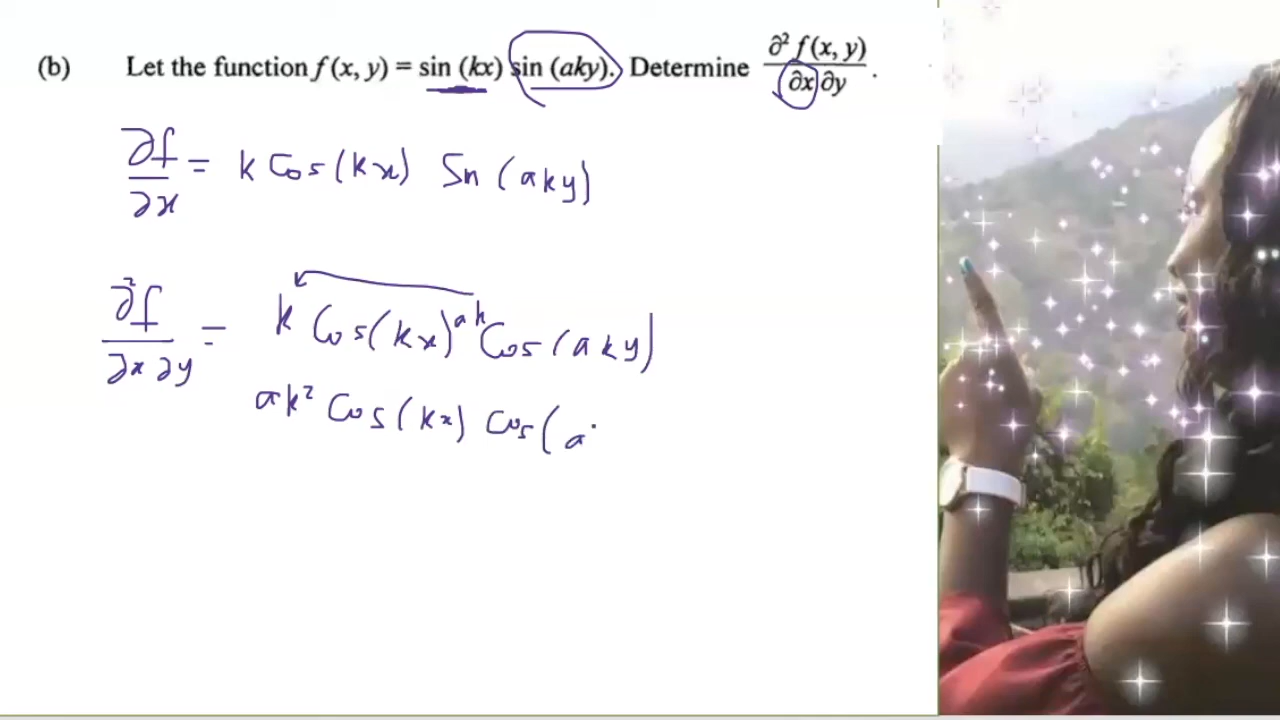 (b) Let the function f (x, y) = sin (kx) sin (aky). Determine ∂² f (x, y) / ∂x ∂y .
∂f/∂x = k Cos(kx) Sn (aky)
∂²f/∂x ∂y = k Cos(kx) ak Cos(aky)
ak² Cos(kx) Cos(a